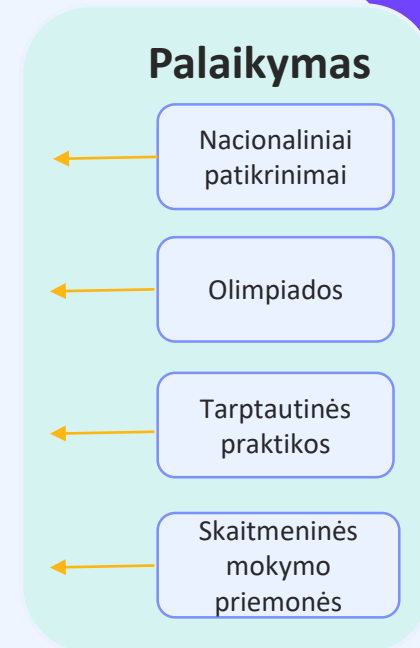 Palaikymas
Nacionaliniai
patikrinimai
Olimpiados
Tarptautinės
praktikos
Skaitmeninės
mokymo
priemonės